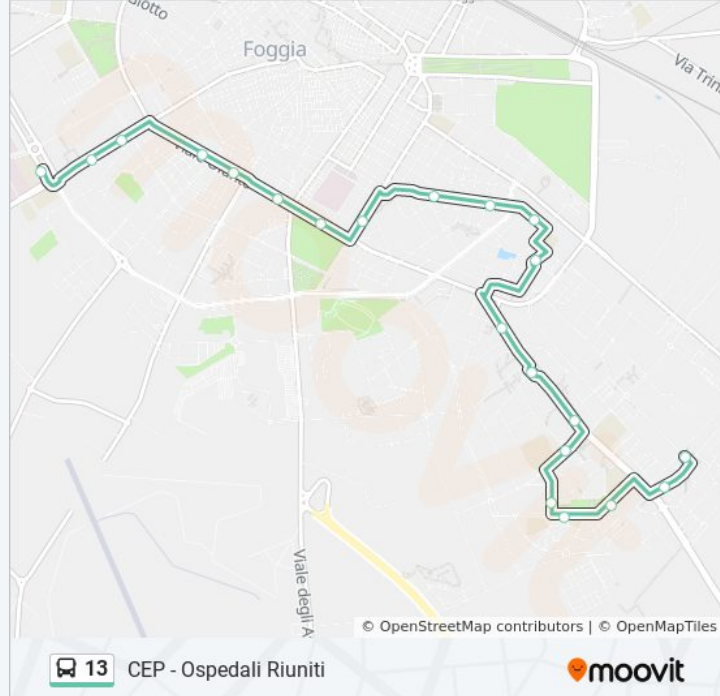 Foggia
Via Trin
Viale degli A
© OpenStreetMap contributors | © OpenMapTiles
13 CEP - Ospedali Riuniti moovit